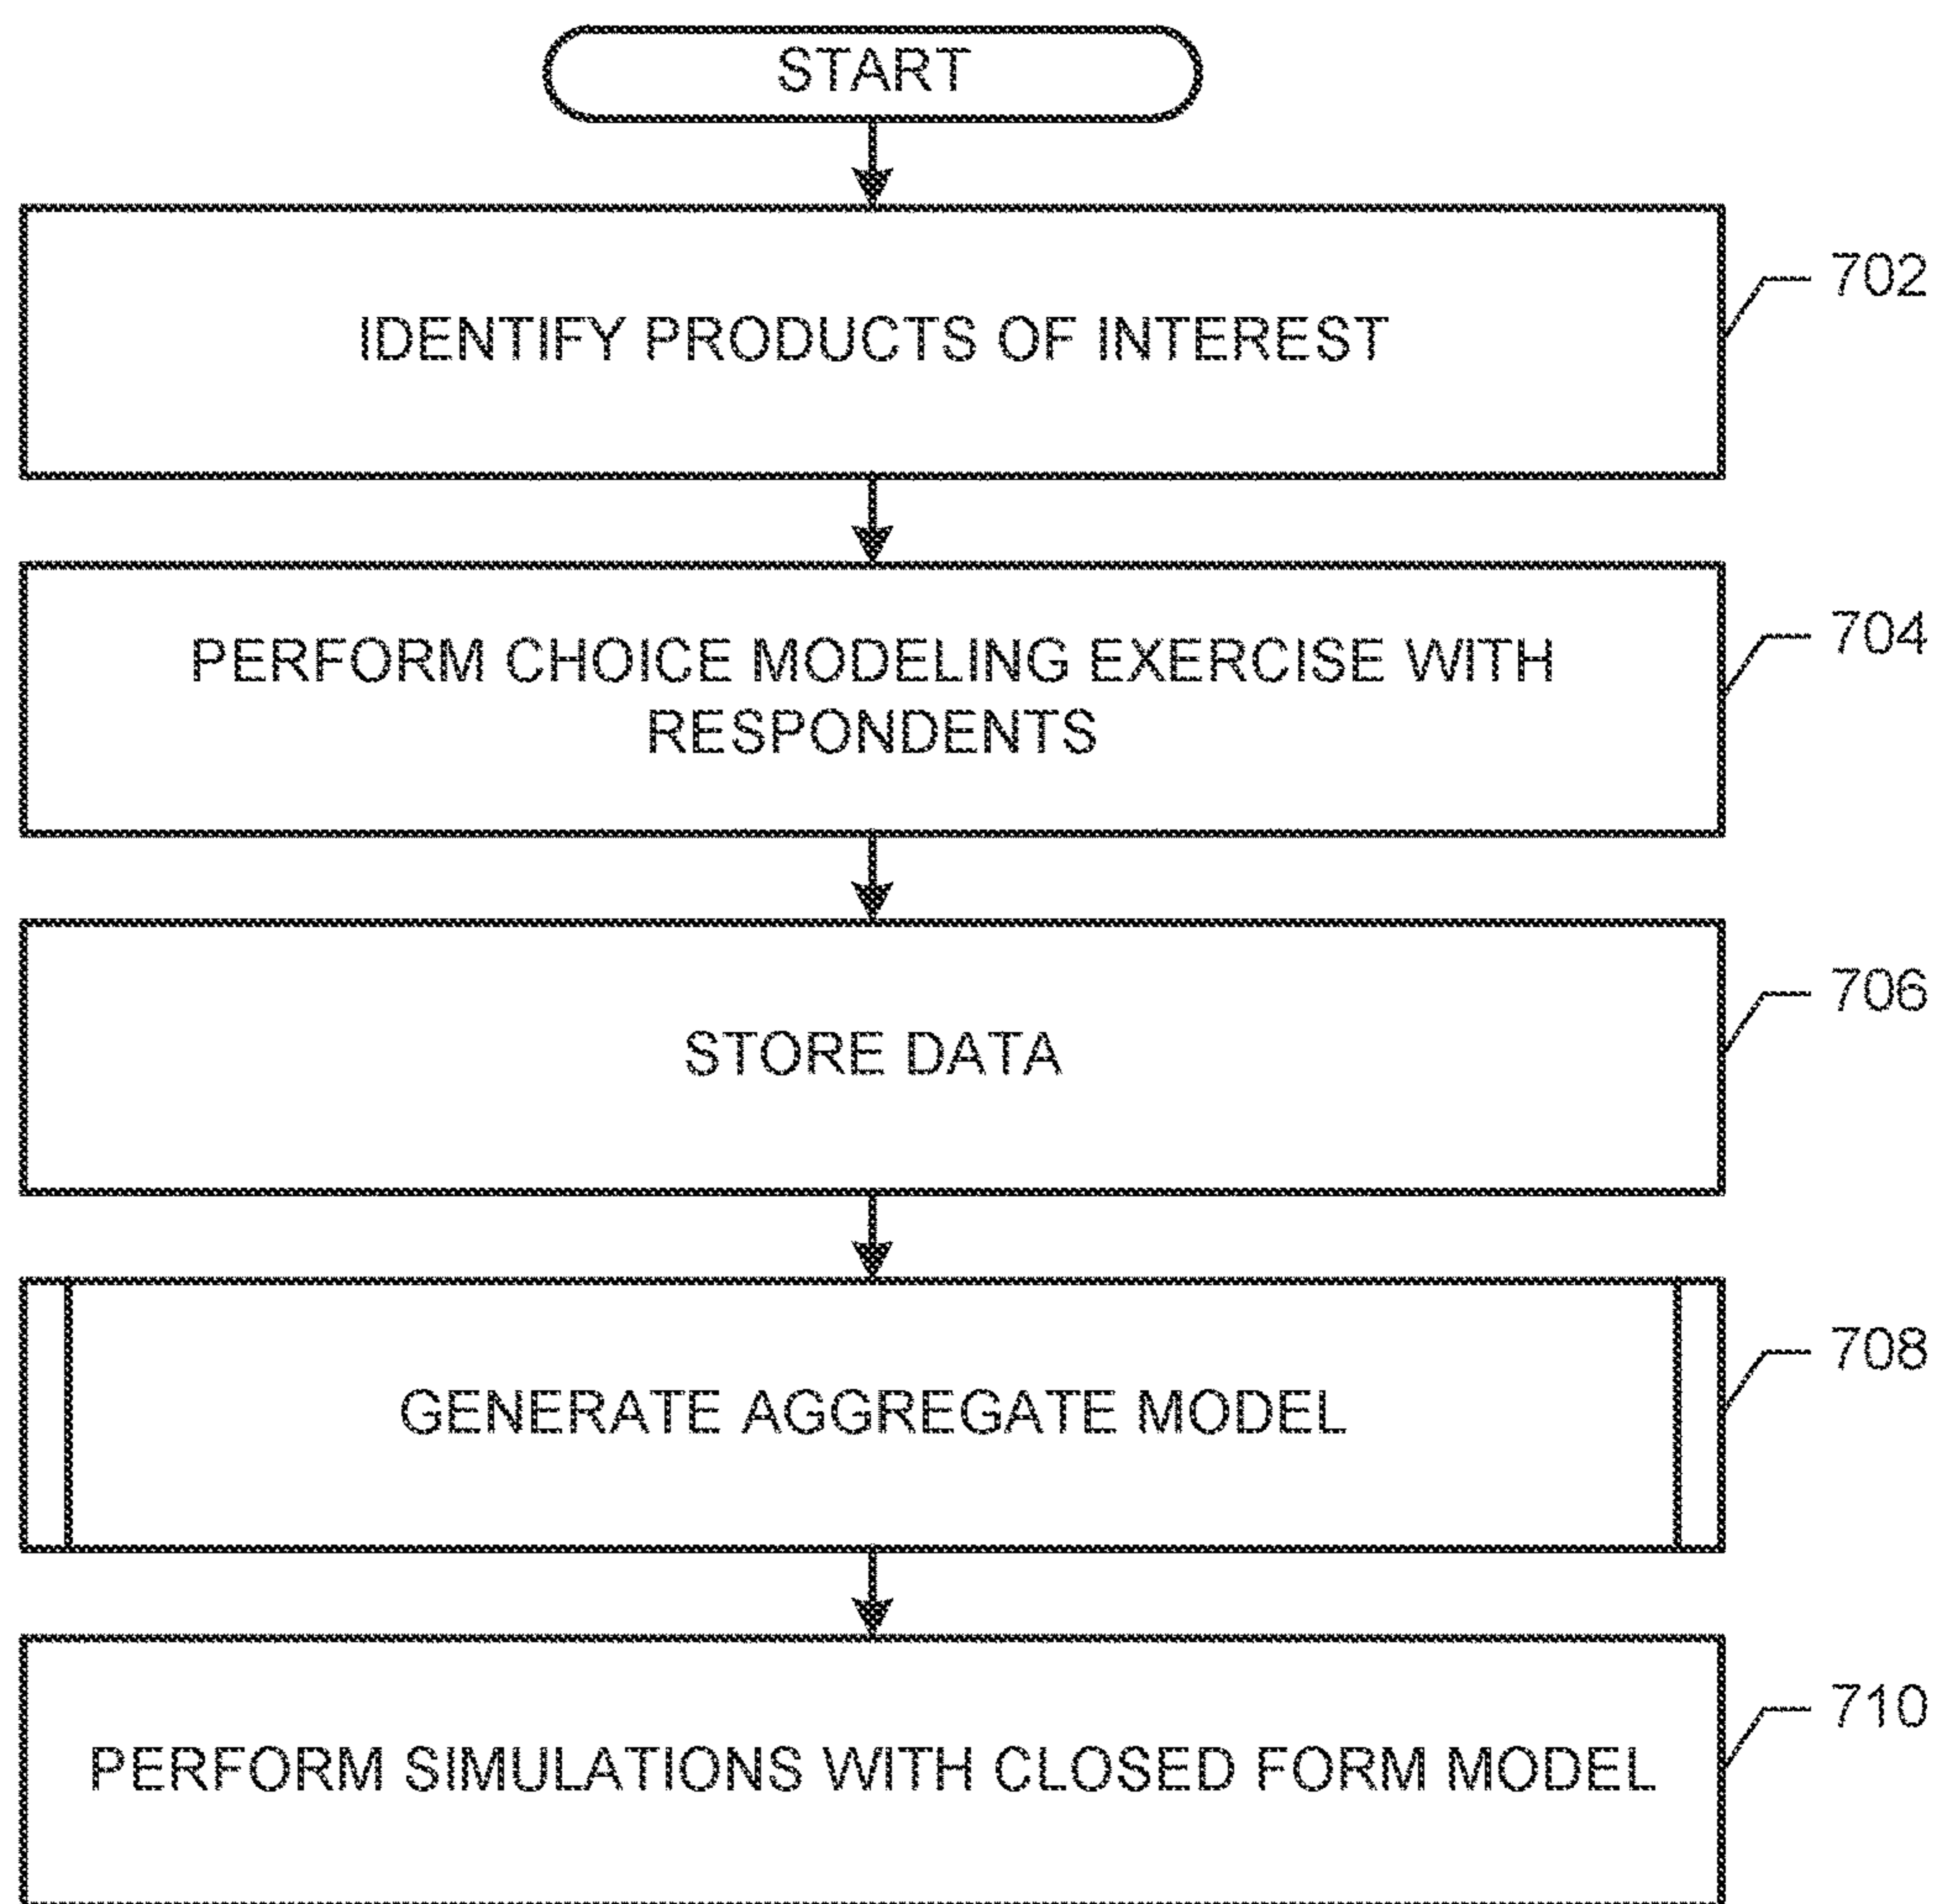 START
IDENTIFY PRODUCTS OF INTEREST
702
PERFORM CHOICE MODELING EXERCISE WITH
RESPONDENTS
704
STORE DATA
706
GENERATE AGGREGATE MODEL
708
PERFORM SIMULATIONS WITH CLOSED FORM MODEL
710